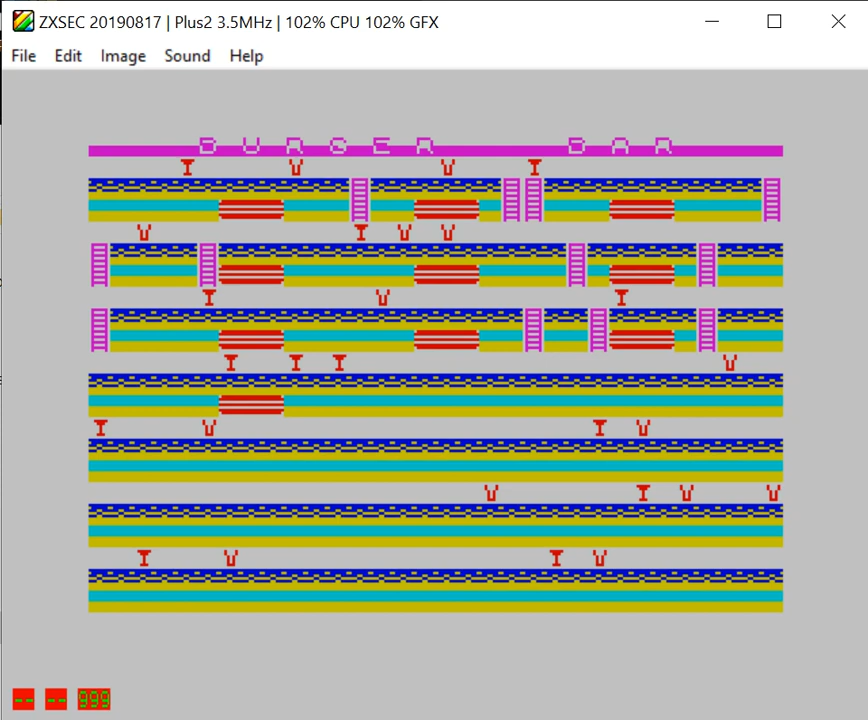 ZXSEC 20190817 | Plus2 3.5MHz | 102% CPU 102% GFX
File Edit Image Sound Help
BURGER BAR
-- -- 999